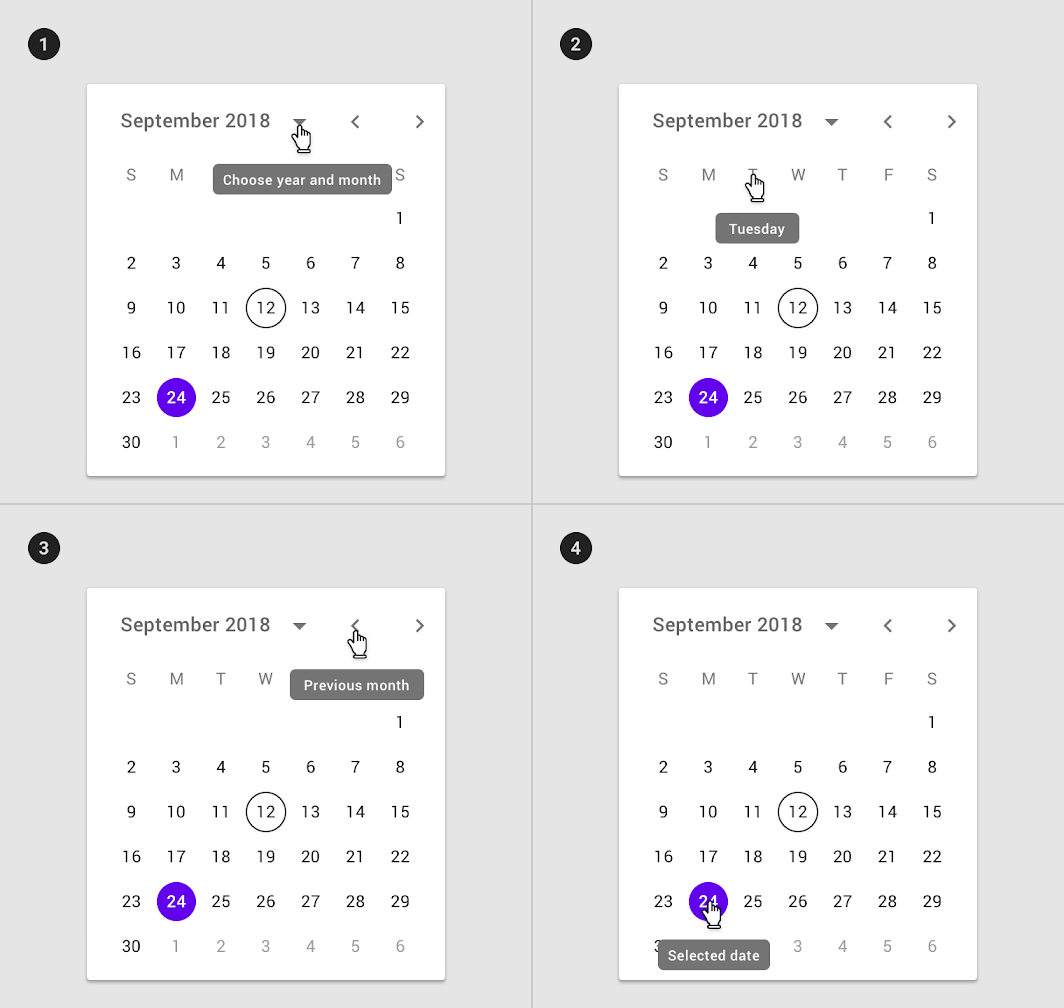 1
September 2018
S M S
Choose year and month
1
2 3 4 5 6 7 8
9 10 11 12 13 14 15
16 17 18 19 20 21 22
23 24 25 26 27 28 29
30 1 2 3 4 5 6
2
September 2018
S M T W T F S
1
Tuesday
2 3 4 5 6 7 8
9 10 11 12 13 14 15
16 17 18 19 20 21 22
23 24 25 26 27 28 29
30 1 2 3 4 5 6
3
September 2018
S M T W
Previous month
1
2 3 4 5 6 7 8
9 10 11 12 13 14 15
16 17 18 19 20 21 22
23 24 25 26 27 28 29
30 1 2 3 4 5 6
4
September 2018
S M T W T F S
1
2 3 4 5 6 7 8
9 10 11 12 13 14 15
16 17 18 19 20 21 22
23 24 25 26 27 28 29
3 4 5 6
Selected date